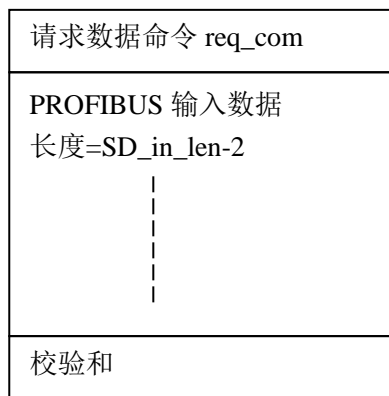 请求数据命令 req_com
PROFIBUS 输入数据
长度=SD_in_len-2
校验和